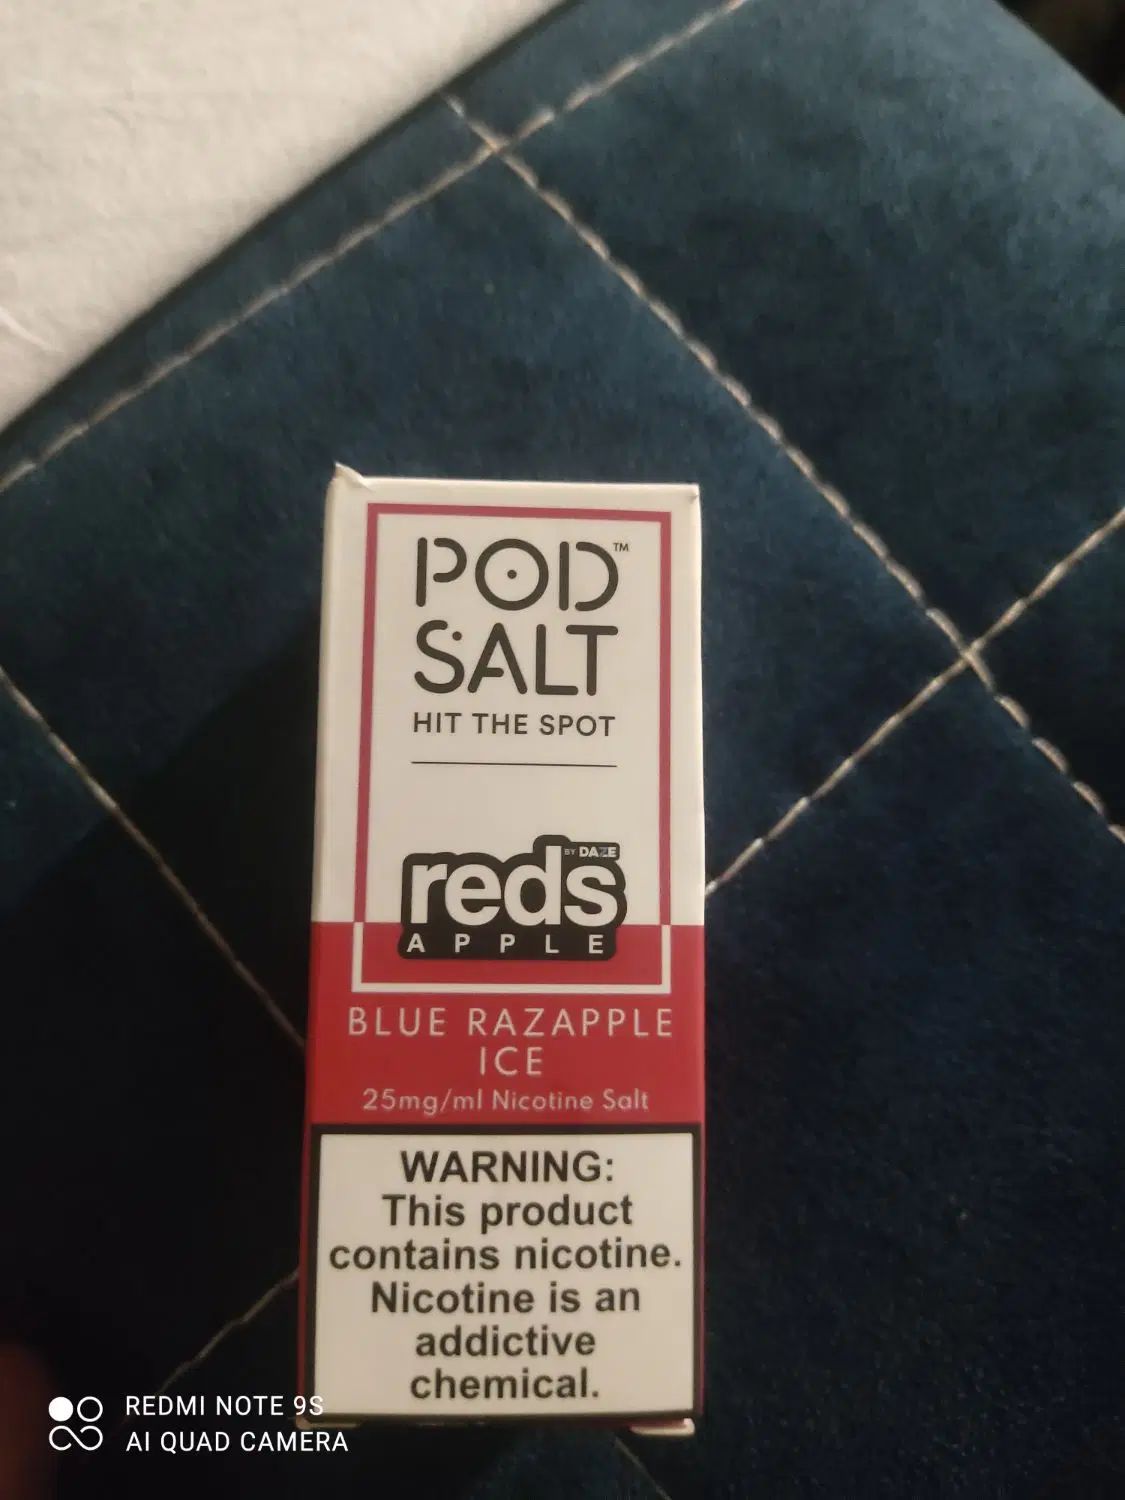 POD™
SALT
HIT THE SPOT
BY DAZE
reds
APPLE
BLUE RAZAPPLE
ICE
25mg/ml Nicotine Salt
WARNING:
This product
contains nicotine.
Nicotine is an
addictive
chemical.
REDMI NOTE 9S
AI QUAD CAMERA